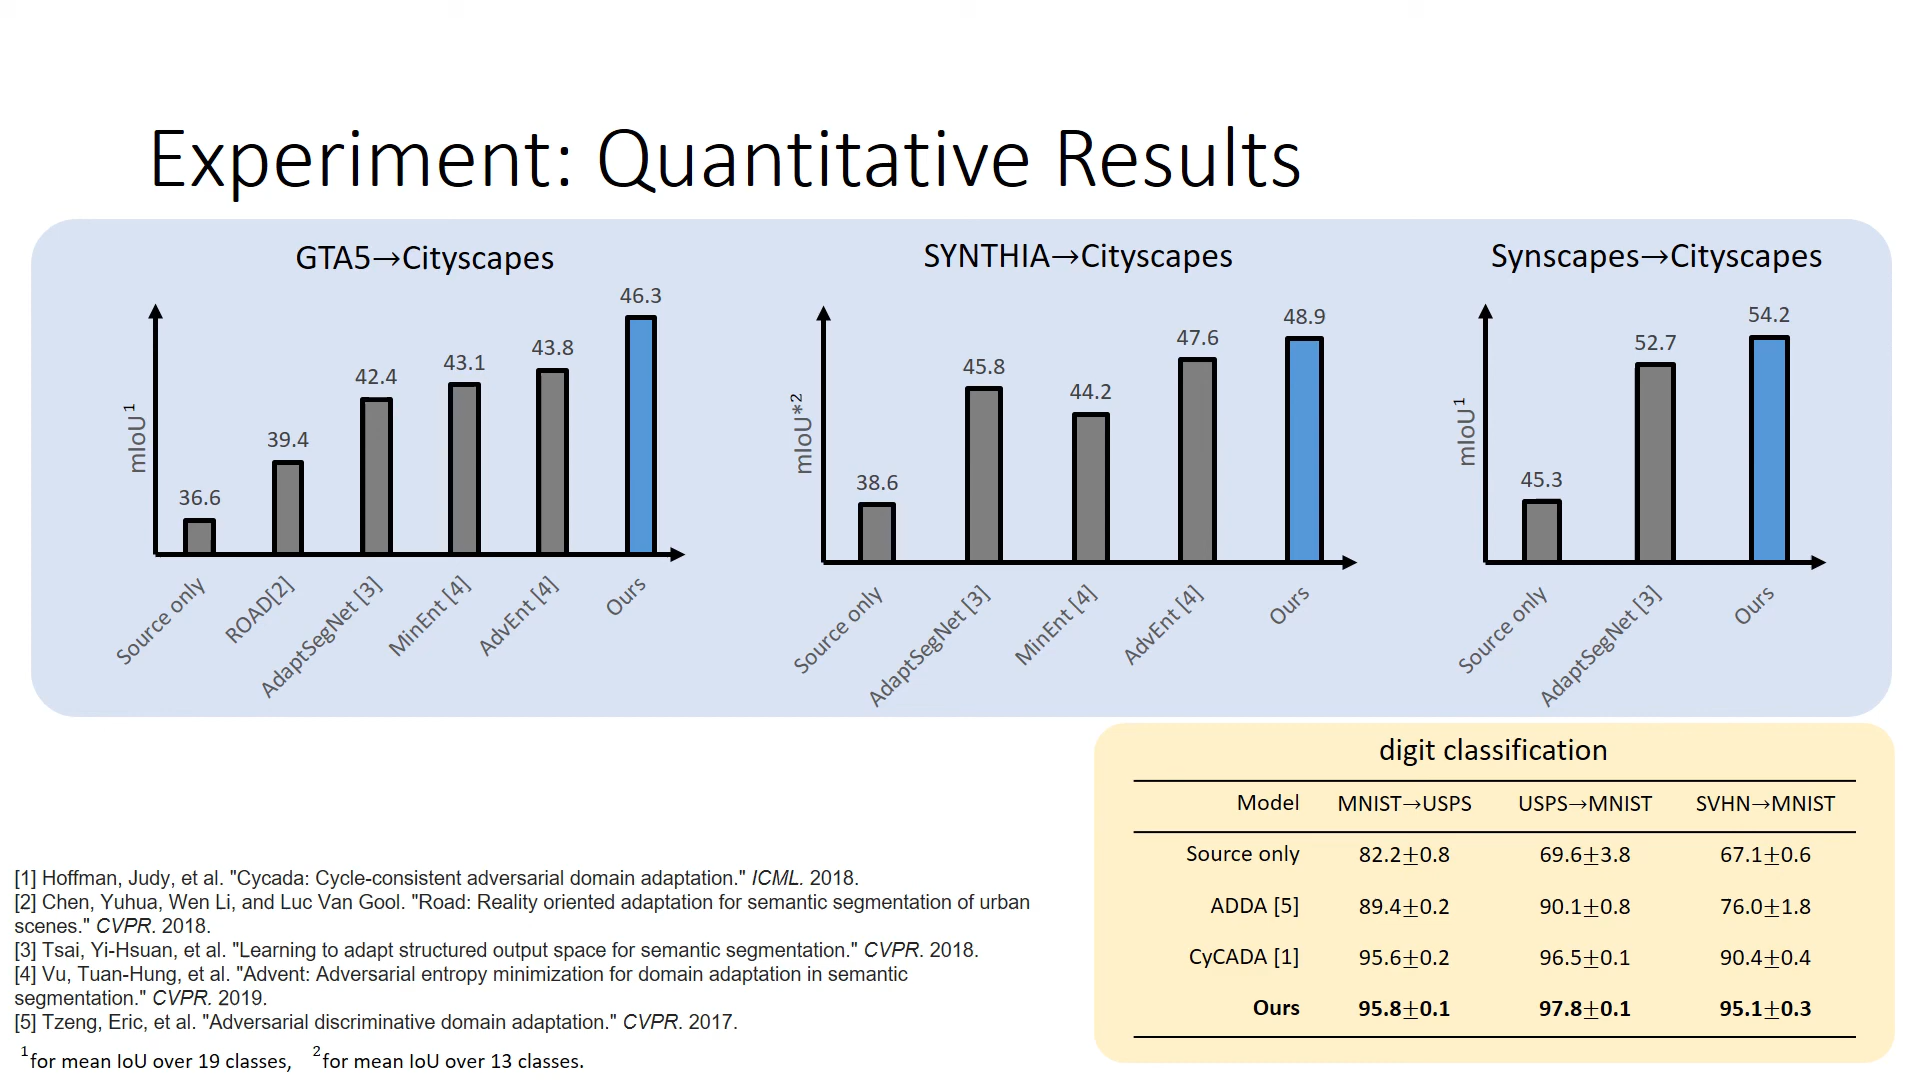 Experiment: Quantitative Results
GTA5→Cityscapes
mIoU¹
36.6
39.4
42.4
43.1
43.8
46.3
Source only
ROAD[2]
AdaptSegNet [3]
MinEnt [4]
AdvEnt [4]
Ours
SYNTHIA→Cityscapes
mIoU*²
38.6
45.8
44.2
47.6
48.9
Source only
AdaptSegNet [3]
MinEnt [4]
AdvEnt [4]
Ours
Synscapes→Cityscapes
mIoU¹
45.3
52.7
54.2
Source only
AdaptSegNet [3]
Ours
digit classification
Model MNIST→USPS USPS→MNIST SVHN→MNIST
Source only 82.2±0.8 69.6±3.8 67.1±0.6
ADDA [5] 89.4±0.2 90.1±0.8 76.0±1.8
CyCADA [1] 95.6±0.2 96.5±0.1 90.4±0.4
Ours 95.8±0.1 97.8±0.1 95.1±0.3
[1] Hoffman, Judy, et al. "Cycada: Cycle-consistent adversarial domain adaptation." ICML. 2018.
[2] Chen, Yuhua, Wen Li, and Luc Van Gool. "Road: Reality oriented adaptation for semantic segmentation of urban
scenes." CVPR. 2018.
[3] Tsai, Yi-Hsuan, et al. "Learning to adapt structured output space for semantic segmentation." CVPR. 2018.
[4] Vu, Tuan-Hung, et al. "Advent: Adversarial entropy minimization for domain adaptation in semantic
segmentation." CVPR. 2019.
[5] Tzeng, Eric, et al. "Adversarial discriminative domain adaptation." CVPR. 2017.
¹for mean IoU over 19 classes, ²for mean IoU over 13 classes.